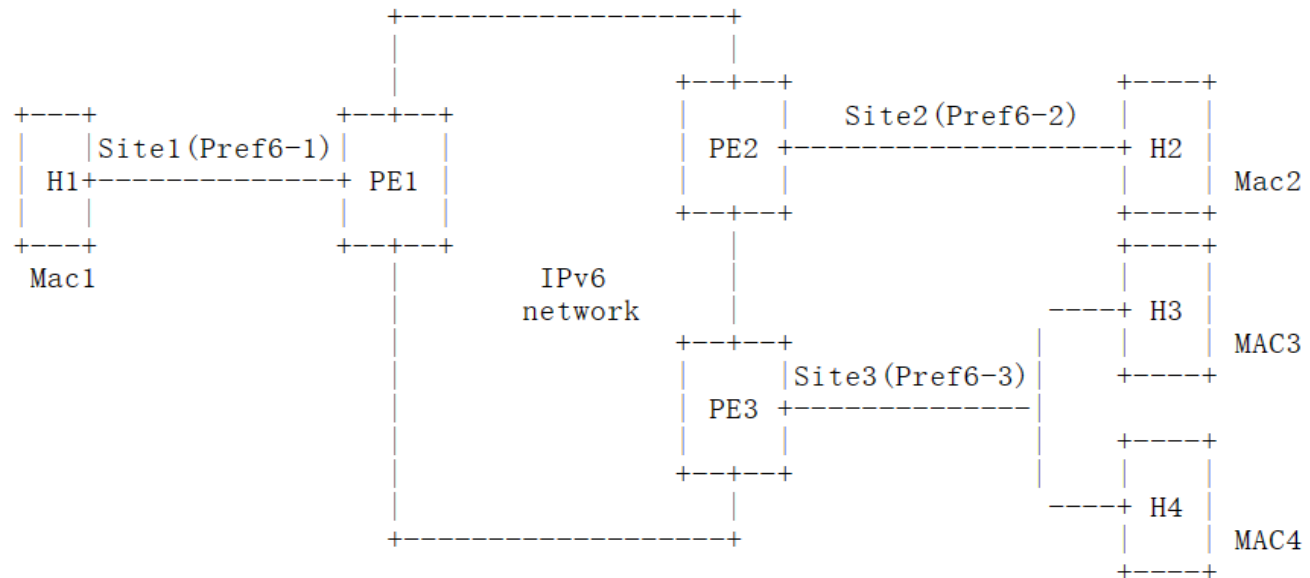 Site2(Pref6-2)
Site1(Pref6-1)
PE2
H2
H1
PE1
Mac2
Mac1
IPv6
network
H3
MAC3
Site3(Pref6-3)
PE3
H4
MAC4